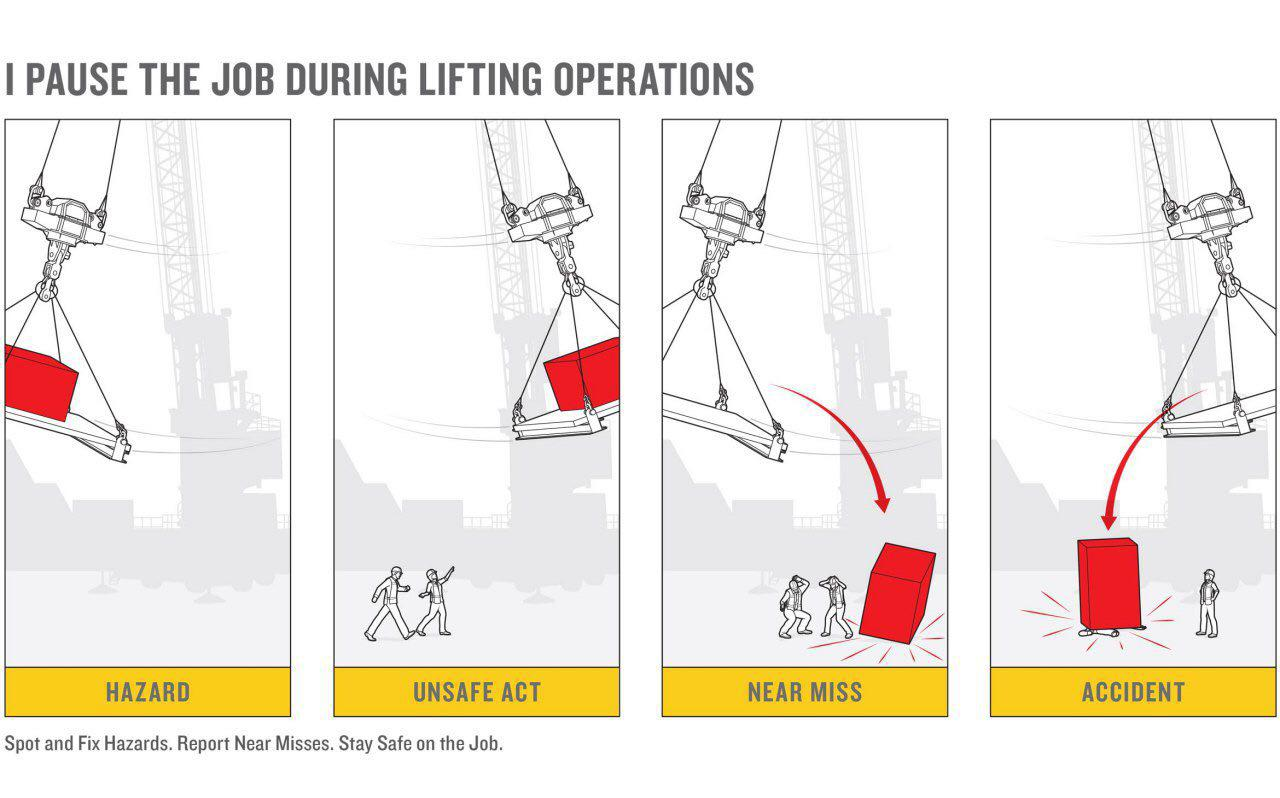 I PAUSE THE JOB DURING LIFTING OPERATIONS
HAZARD
UNSAFE ACT
NEAR MISS
ACCIDENT
Spot and Fix Hazards. Report Near Misses. Stay Safe on the Job.